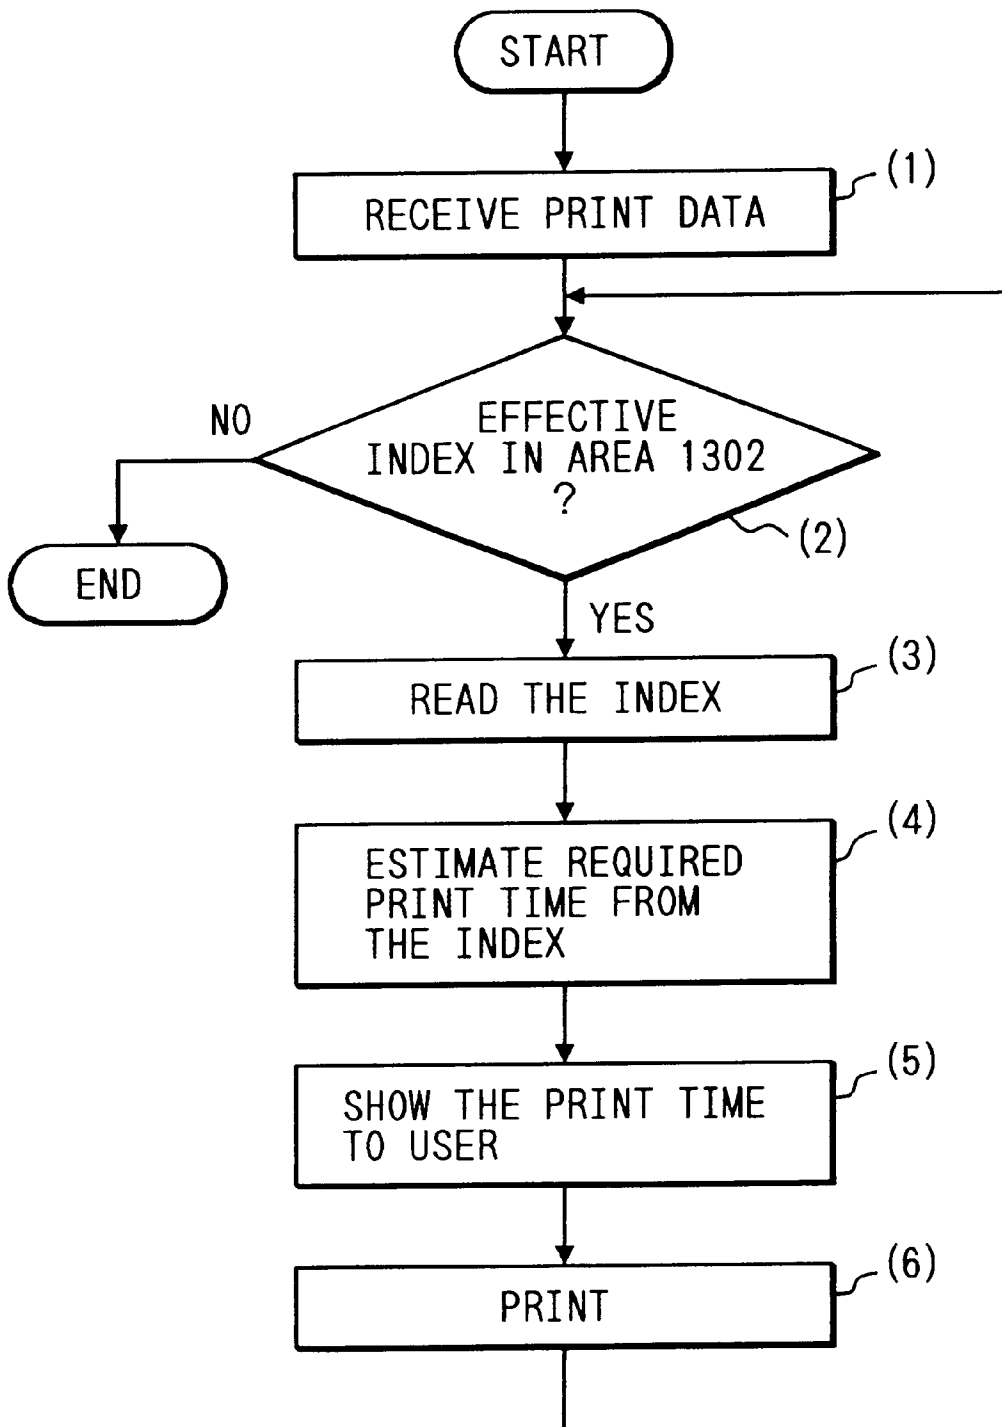 START
(1)
RECEIVE PRINT DATA
NO
EFFECTIVE
INDEX IN AREA 1302
?
(2)
END
YES
(3)
READ THE INDEX
(4)
ESTIMATE REQUIRED
PRINT TIME FROM
THE INDEX
(5)
SHOW THE PRINT TIME
TO USER
(6)
PRINT